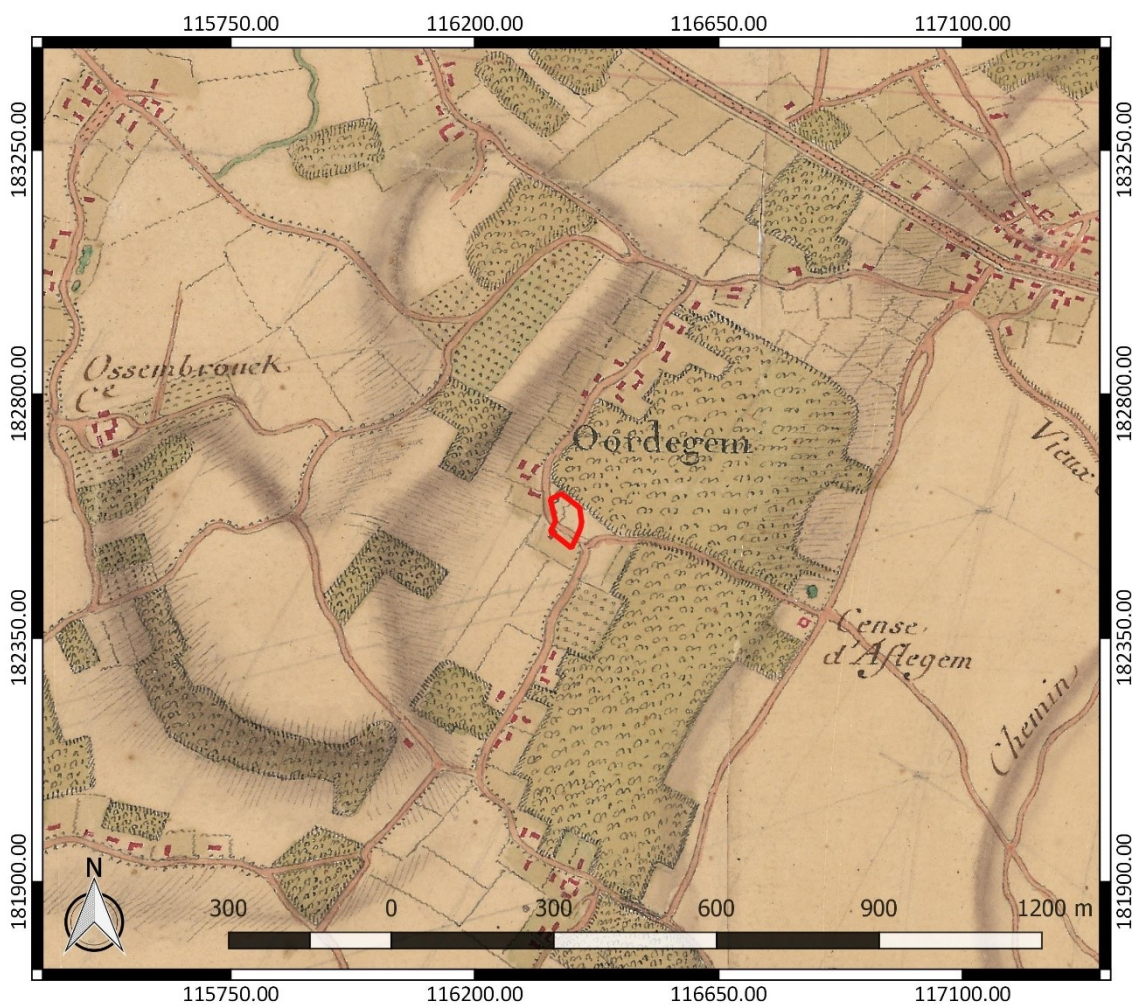 115750.00 116200.00 116650.00 117100.00
183250.00 183250.00
Ossembrouck
Ce
182800.00 182800.00
Oordegem
Vieux
182350.00 182350.00
Cense
d'Aflegem
Chemin
181900.00 181900.00
N
300 0 300 600 900 1200 m
115750.00 116200.00 116650.00 117100.00